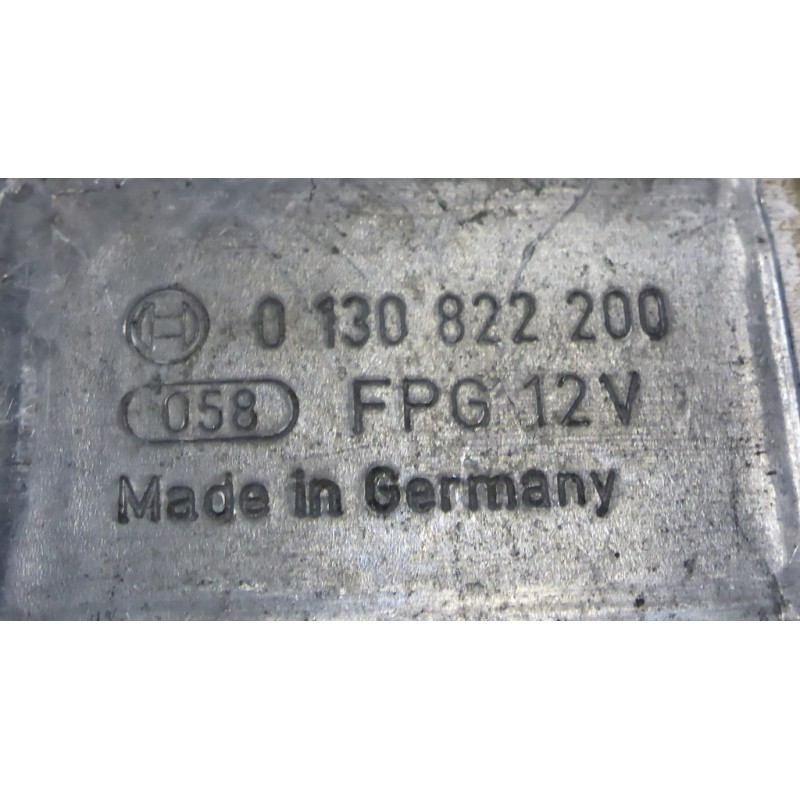 0 130 822 200
058 FPG 12V
Made in Germany